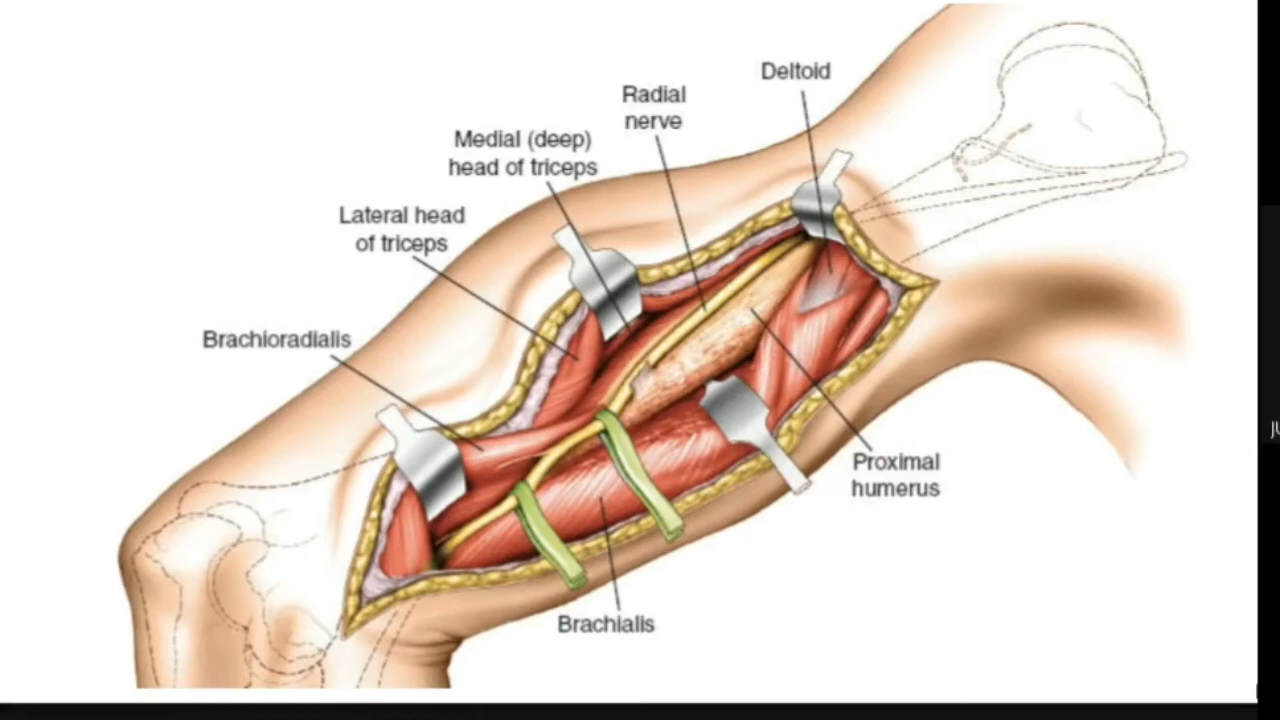 Deltoid
Radial
nerve
Medial (deep)
head of triceps
Lateral head
of triceps
Brachioradialis
Proximal
humerus
Brachialis